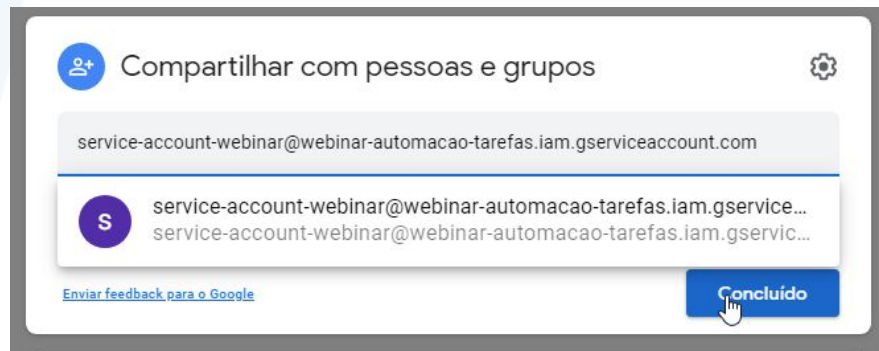 Compartilhar com pessoas e grupos
service-account-webinar@webinar-automacao-tarefas.iam.gserviceaccount.com
S
service-account-webinar@webinar-automacao-tarefas.iam.gservice...
service-account-webinar@webinar-automacao-tarefas.iam.gservic...
Enviar feedback para o Google
Concluído